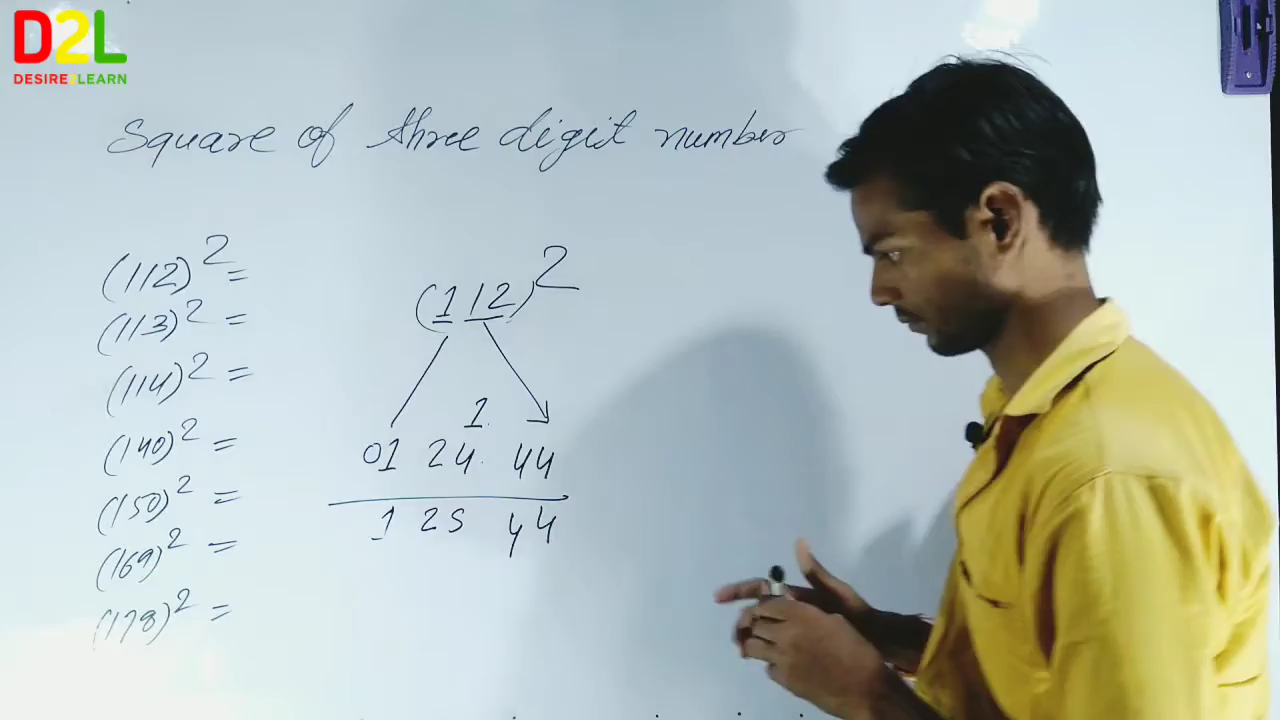 D2L
DESIRE2LEARN
Square of three digit number
(112)² =
(113)² =
(114)² =
(140)² =
(150)² =
(169)² =
(178)² =
(112)²
1.
01 24. 44
1 25 44